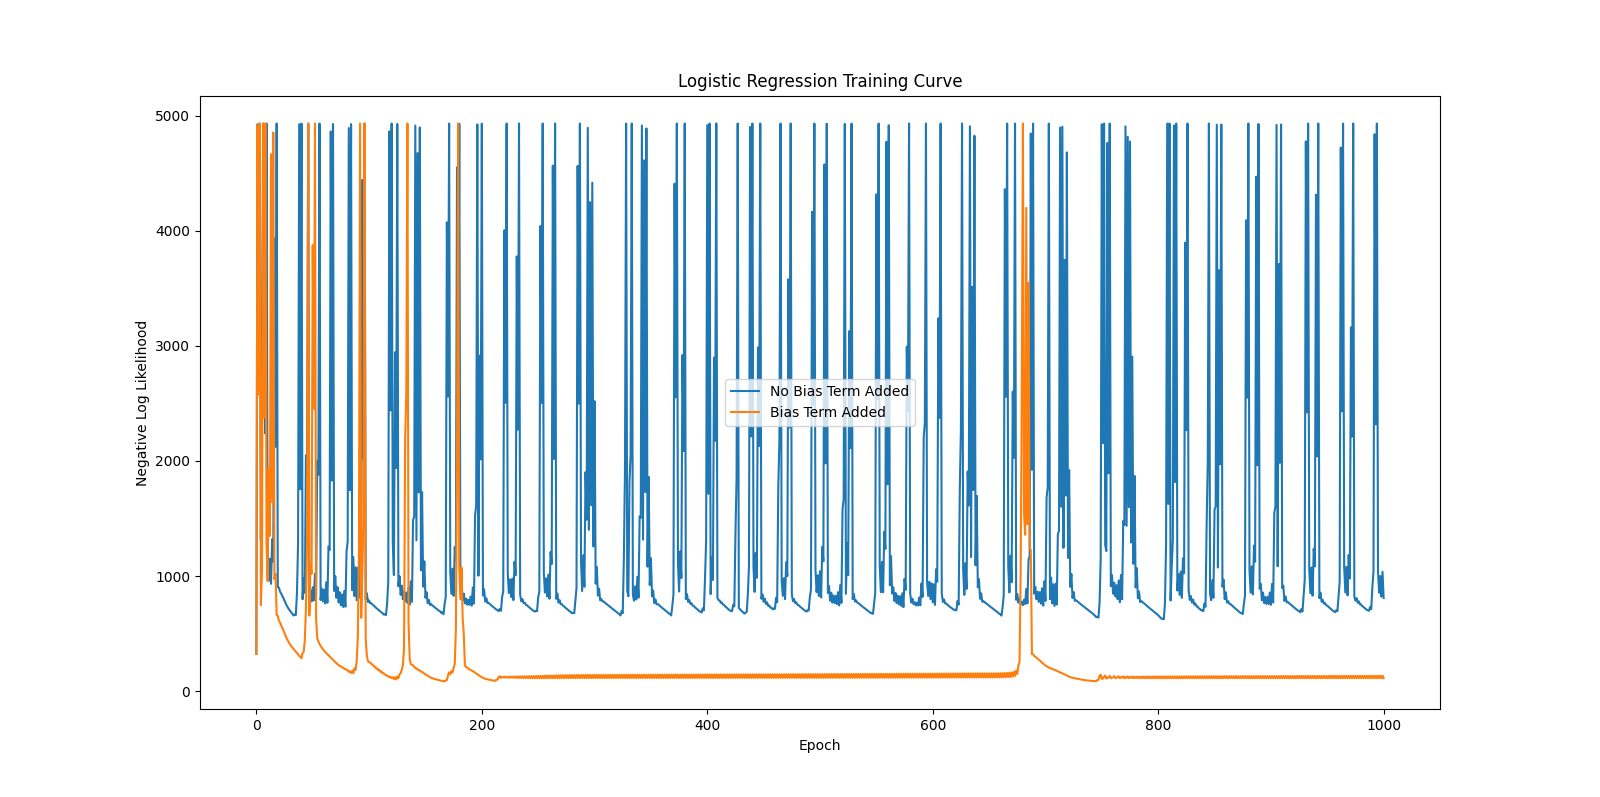 Logistic Regression Training Curve
5000
4000
3000
2000
1000
0
Negative Log Likelihood
No Bias Term Added
Bias Term Added
0 200 400 600 800 1000
Epoch